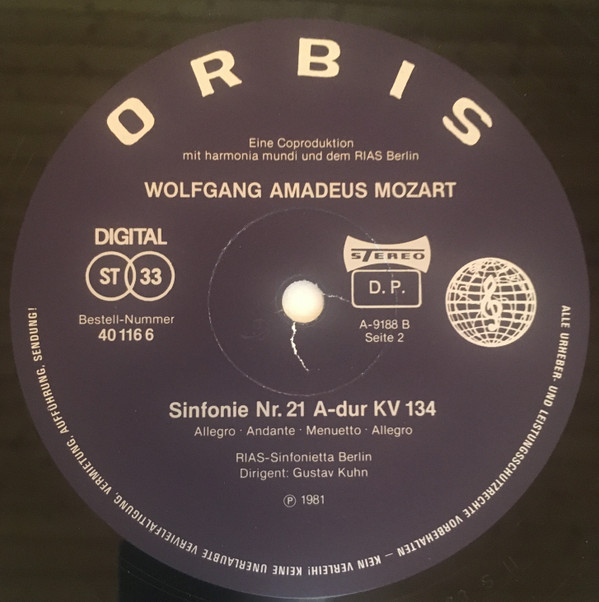 ORBIS
Eine Coproduktion
mit harmonia mundi und dem RIAS Berlin
WOLFGANG AMADEUS MOZART
DIGITAL
ST 33
Bestell-Nummer
40 116 6
STEREO
D. P.
A-9188 B
Seite 2
Sinfonie Nr. 21 A-dur KV 134
Allegro · Andante · Menuetto · Allegro
RIAS-Sinfonietta Berlin
Dirigent: Gustav Kuhn
Ⓟ 1981
ALLE URHEBER- UND LEISTUNGSSCHUTZRECHTE VORBEHALTEN – KEIN VERLEIH! KEINE UNERLAUBTE VERVIELFÄLTIGUNG, VERMIETUNG, AUFFÜHRUNG, SENDUNG!